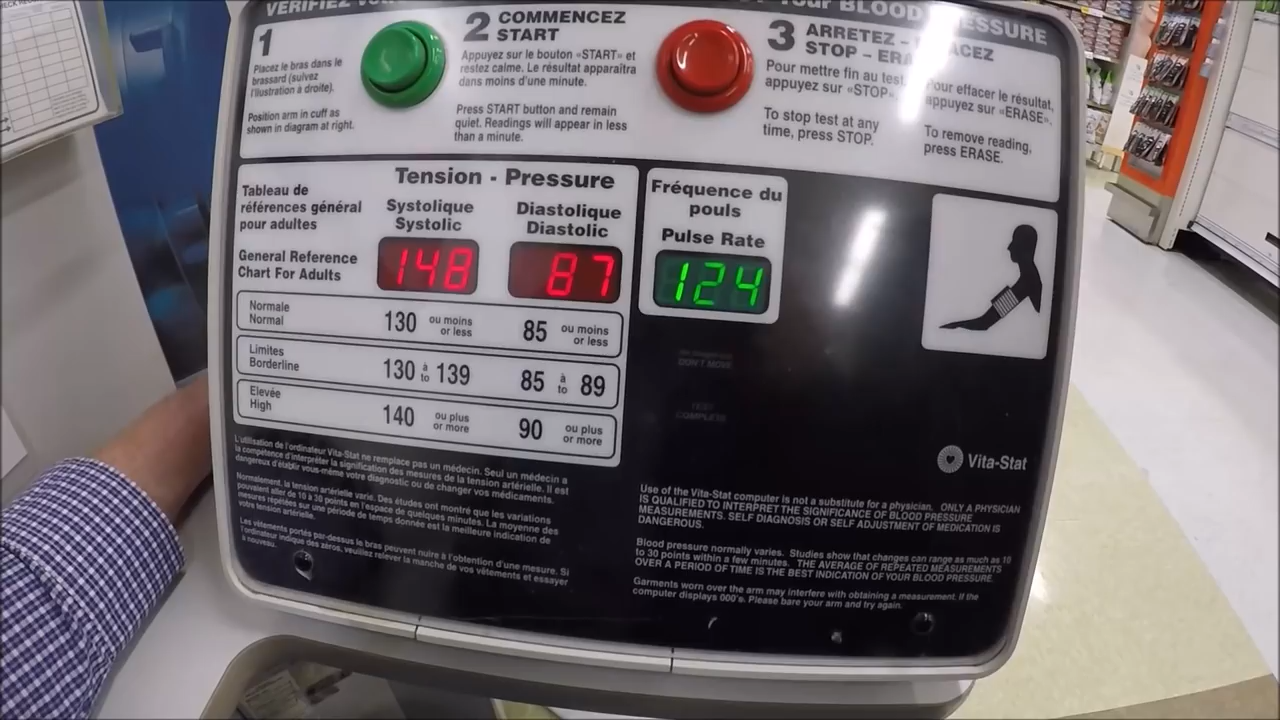 VERIFIEZ
Your BLOOD PRESSURE
1
Placez le bras dans le
brassard (suivez
l'illustration à droite).
Position arm in cuff as
shown in diagram at right.
2 COMMENCEZ
START
Appuyez sur le bouton «START» et
restez calme. Le résultat apparaîtra
dans moins d'une minute.
Press START button and remain
quiet. Readings will appear in less
than a minute.
3 ARRETEZ -
STOP - ERA
Pour mettre fin au test
appuyez sur «STOP».
To stop test at any
time, press STOP.
Pour effacer le résultat,
appuyez sur «ERASE».
To remove reading,
press ERASE.
Tension - Pressure
Tableau de
références général
pour adultes
General Reference
Chart For Adults
Systolique
Systolic
148
Diastolique
Diastolic
87
Normale
Normal
130 ou moins
or less
85 ou moins
or less
Limites
Borderline
130 à
to 139
85 à
to 89
Elevée
High
140 ou plus
or more
90 ou plus
or more
Fréquence du
pouls
Pulse Rate
124
DON'T MOVE
TEST
COMPLETE
Vita-Stat
L'utilisation de l'ordinateur Vita-Stat ne remplace pas un médecin. Seul un médecin a
la compétence d'interpréter la signification des mesures de la tension artérielle. Il est
dangereux d'établir vous-même votre diagnostic ou de changer vos médicaments.
Normalement, la tension artérielle varie. Des études ont montré que les variations
pouvaient aller de 10 à 30 points en l'espace de quelques minutes. La moyenne des
mesures répétées sur une période de temps donnée est la meilleure indication de
votre tension artérielle.
Les vêtements portés par-dessus le bras peuvent nuire à l'obtention d'une mesure. Si
l'ordinateur indique des zéros, veuillez relever la manche de vos vêtements et essayer
à nouveau.
Use of the Vita-Stat computer is not a substitute for a physician. ONLY A PHYSICIAN
IS QUALIFIED TO INTERPRET THE SIGNIFICANCE OF BLOOD PRESSURE
MEASUREMENTS. SELF DIAGNOSIS OR SELF ADJUSTMENT OF MEDICATION IS
DANGEROUS.
Blood pressure normally varies. Studies show that changes can range as much as 10
to 30 points within a few minutes. THE AVERAGE OF REPEATED MEASUREMENTS
OVER A PERIOD OF TIME IS THE BEST INDICATION OF YOUR BLOOD PRESSURE.
Garments worn over the arm may interfere with obtaining a measurement. If the
computer displays 000's. Please bare your arm and try again.